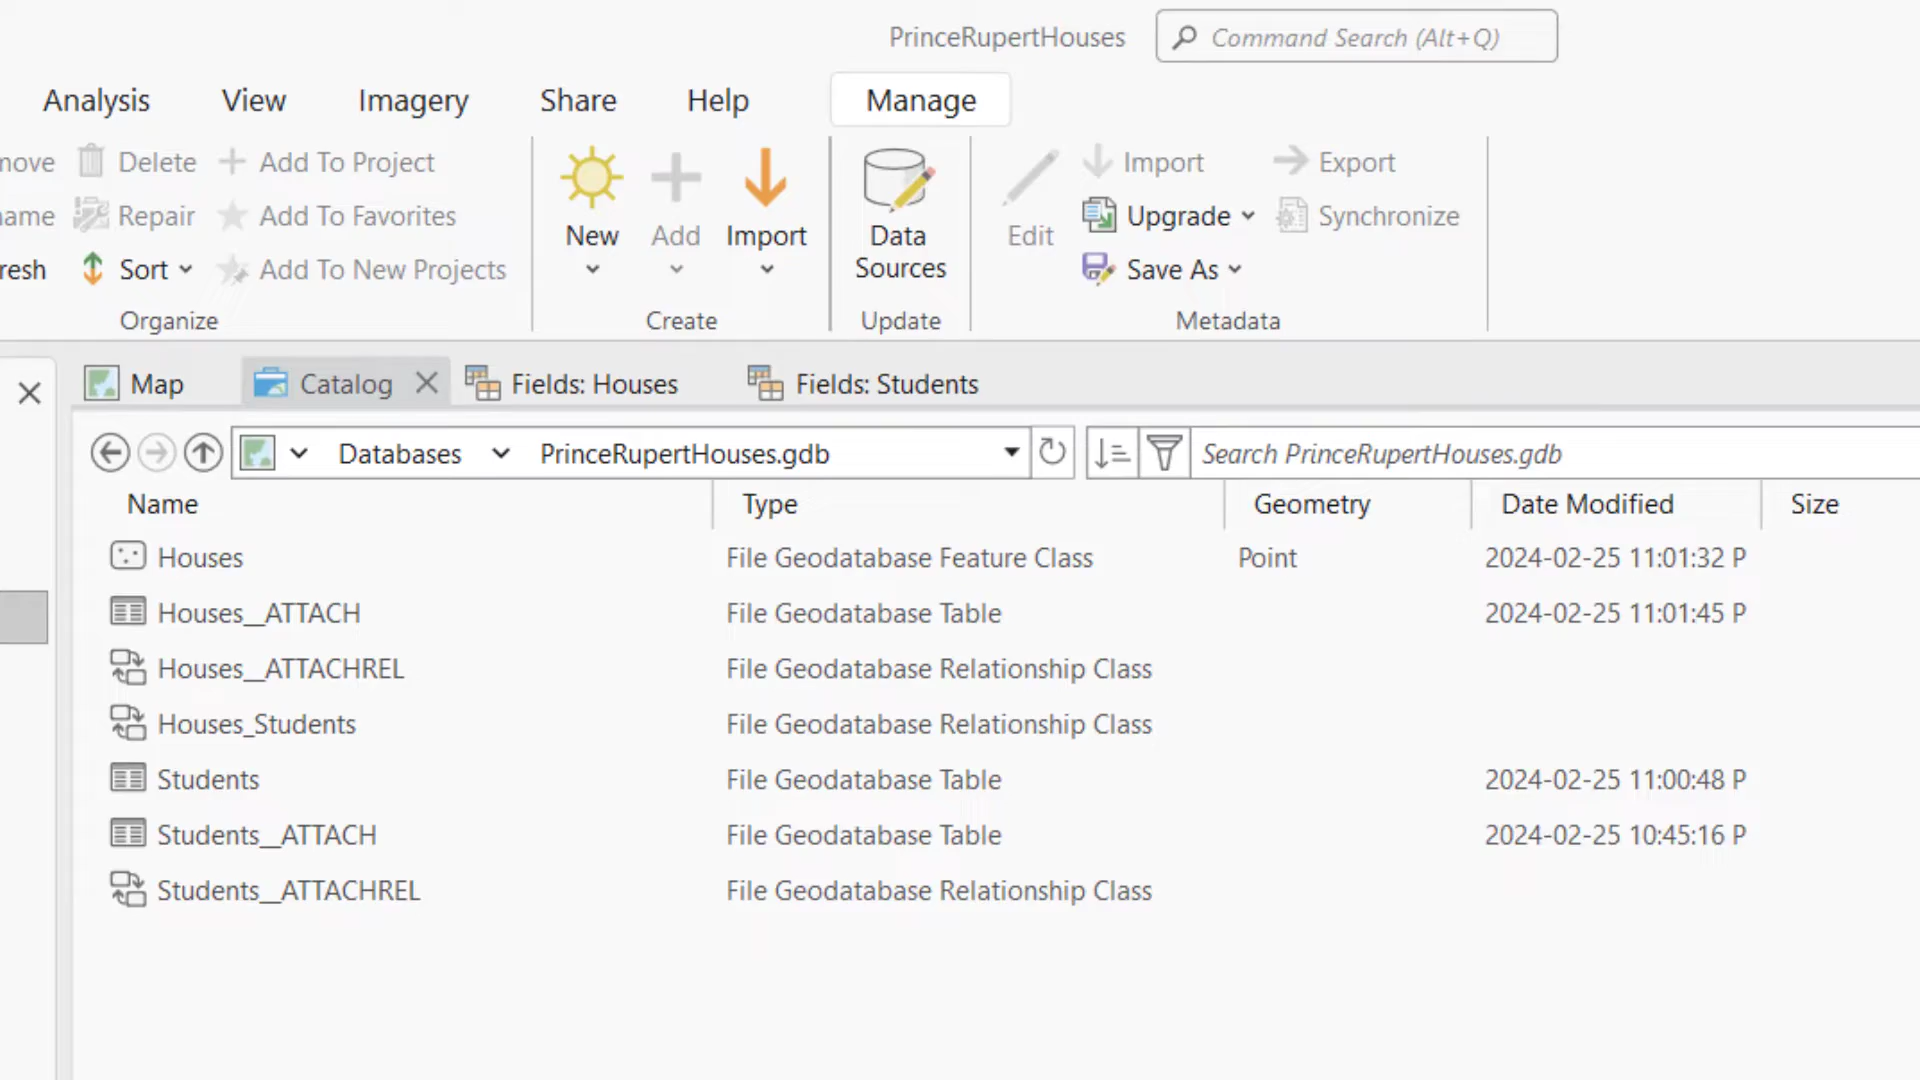 PrinceRupertHouses
Command Search (Alt+Q)
Analysis View Imagery Share Help Manage
Delete Add To Project
Repair Add To Favorites
Sort Add To New Projects
Organize
New Add Import
Create
Data
Sources
Update
Edit
Import Export
Upgrade Synchronize
Save As
Metadata
Map Catalog Fields: Houses Fields: Students
Databases PrinceRupertHouses.gdb Search PrinceRupertHouses.gdb
Name Type Geometry Date Modified Size
Houses File Geodatabase Feature Class Point 2024-02-25 11:01:32 P
Houses__ATTACH File Geodatabase Table 2024-02-25 11:01:45 P
Houses__ATTACHREL File Geodatabase Relationship Class
Houses_Students File Geodatabase Relationship Class
Students File Geodatabase Table 2024-02-25 11:00:48 P
Students__ATTACH File Geodatabase Table 2024-02-25 10:45:16 P
Students__ATTACHREL File Geodatabase Relationship Class